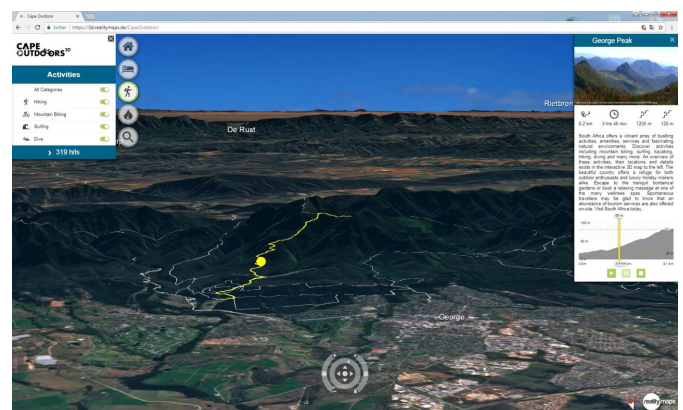 Cape Outdoor
Sicher | https://3d.realitymaps.de/CapeOutdoor/
CAPE
OUTDOORS 3D
Activities
All Categories
Hiking
Mountain Biking
Surfing
Dive
319 hits
De Rust
Rietbron
George
George Peak
8.2 km
3 hrs 46 min
1205 m
120 m
South Africa offers a vibrant array of bustling
activities, amenities, services and fascinating
natural environments. Discover activities
including mountain biking, surfing, kayaking,
hiking, diving and many more. An overview of
these activities, their locations and details
exists in the interactive 3D map to the left. The
beautiful country offers a refuge for both
outdoor enthusiasts and luxury holiday makers
alike. Escape to the tranquil bontanical
gardens or book a relaxing massage at one of
the many wellness spas. Spontaneous
travellers may be glad to know that an
abundance of tourism services are also offered
on-site. Visit South Africa today.
0 km
8.1 km
realitymaps